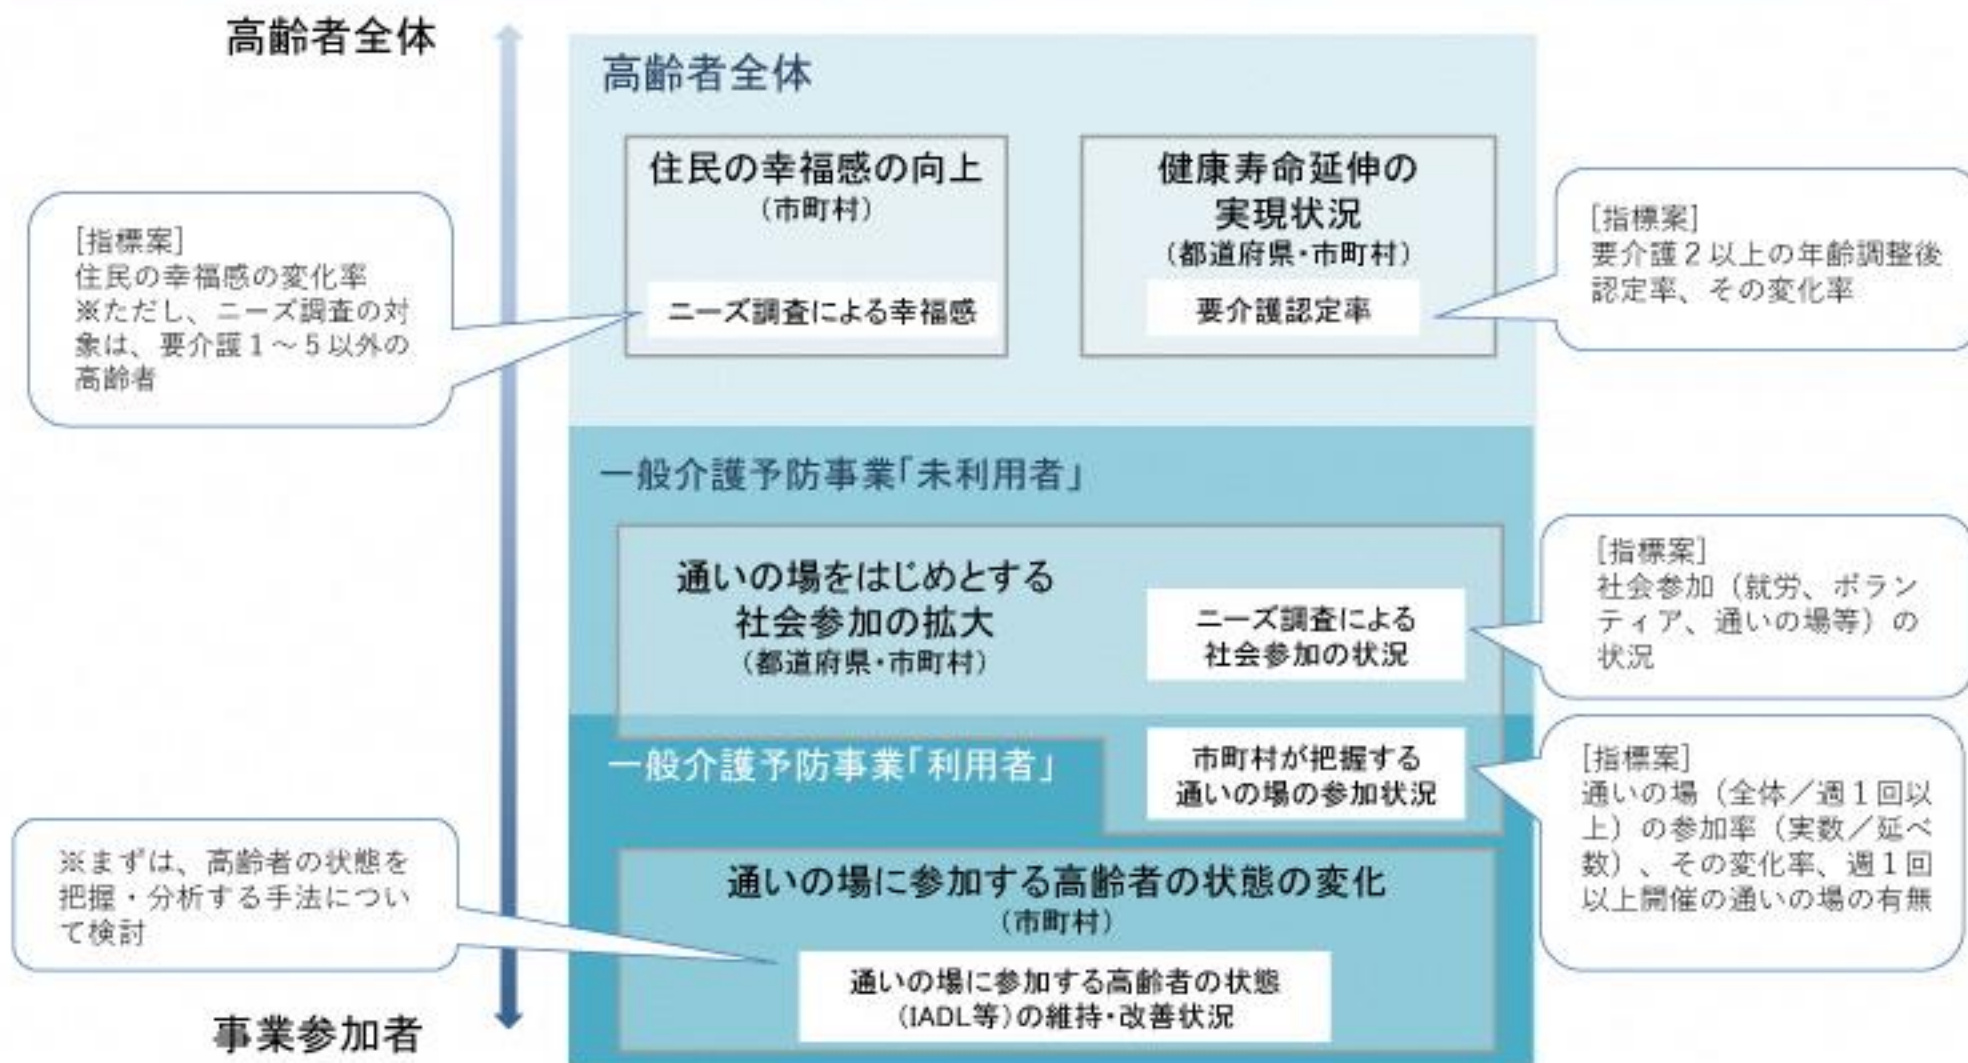 高齢者全体
高齢者全体
住民の幸福感の向上
（市町村）
ニーズ調査による幸福感
健康寿命延伸の
実現状況
（都道府県・市町村）
要介護認定率
[指標案]
住民の幸福感の変化率
※ただし、ニーズ調査の対
象は、要介護１～５以外の
高齢者
[指標案]
要介護２以上の年齢調整後
認定率、その変化率
一般介護予防事業「未利用者」
通いの場をはじめとする
社会参加の拡大
（都道府県・市町村）
ニーズ調査による
社会参加の状況
[指標案]
社会参加（就労、ボラン
ティア、通いの場等）の
状況
一般介護予防事業「利用者」
市町村が把握する
通いの場の参加状況
[指標案]
通いの場（全体／週１回以
上）の参加率（実数／延べ
数）、その変化率、週１回
以上開催の通いの場の有無
※まずは、高齢者の状態を
把握・分析する手法につい
て検討
通いの場に参加する高齢者の状態の変化
（市町村）
通いの場に参加する高齢者の状態
（IADL等）の維持・改善状況
事業参加者